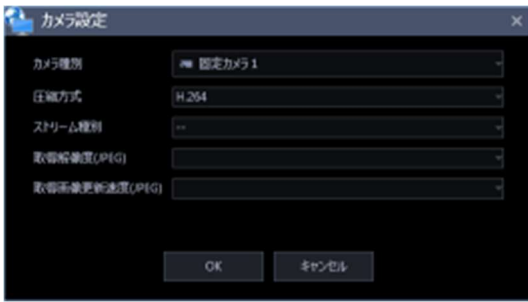 カメラ設定
カメラ種別 固定カメラ1
圧縮方式 H.264
ストリーム種別 --
取得解像度(JPEG)
取得画像更新速度(JPEG)
OK キャンセル